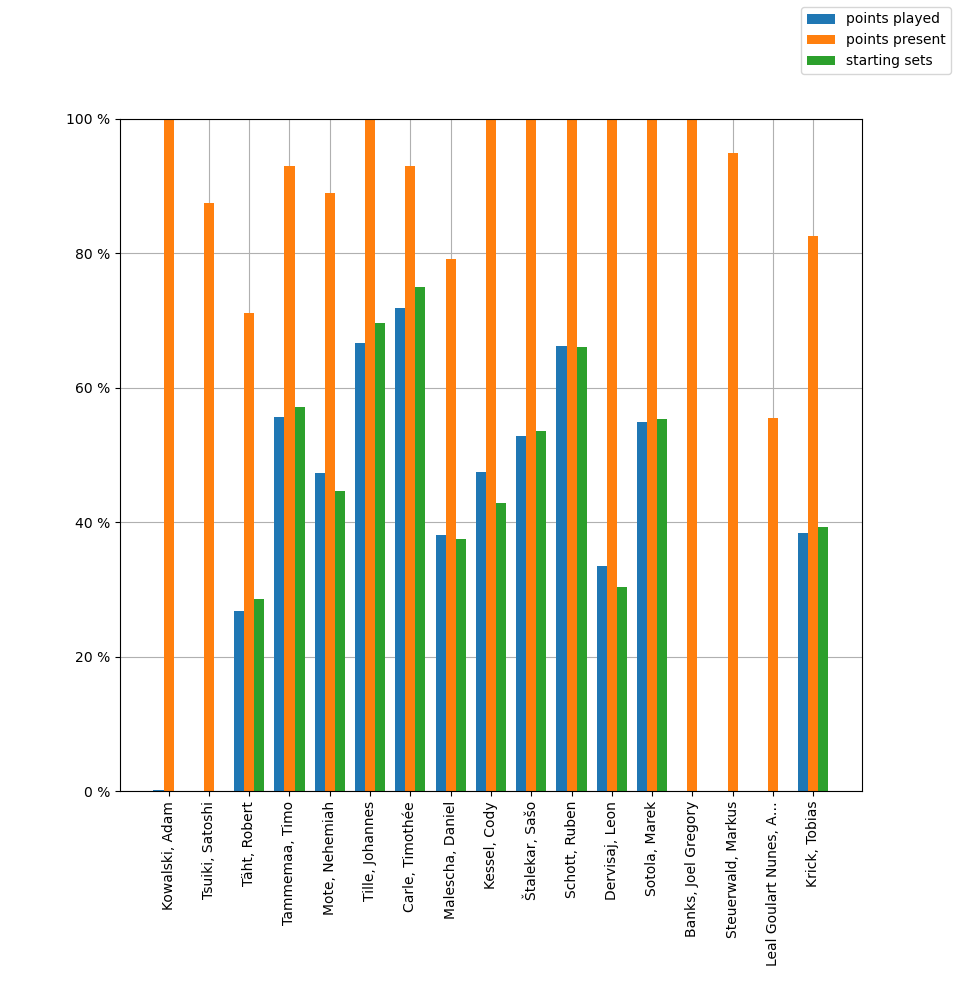 points played
points present
starting sets
100 %
80 %
60 %
40 %
20 %
0 %
Kowalski, Adam
Tsuiki, Satoshi
Täht, Robert
Tammemaa, Timo
Mote, Nehemiah
Tille, Johannes
Carle, Timothée
Malescha, Daniel
Kessel, Cody
Štalekar, Sašo
Schott, Ruben
Dervisaj, Leon
Sotola, Marek
Banks, Joel Gregory
Steuerwald, Markus
Leal Goulart Nunes, A...
Krick, Tobias